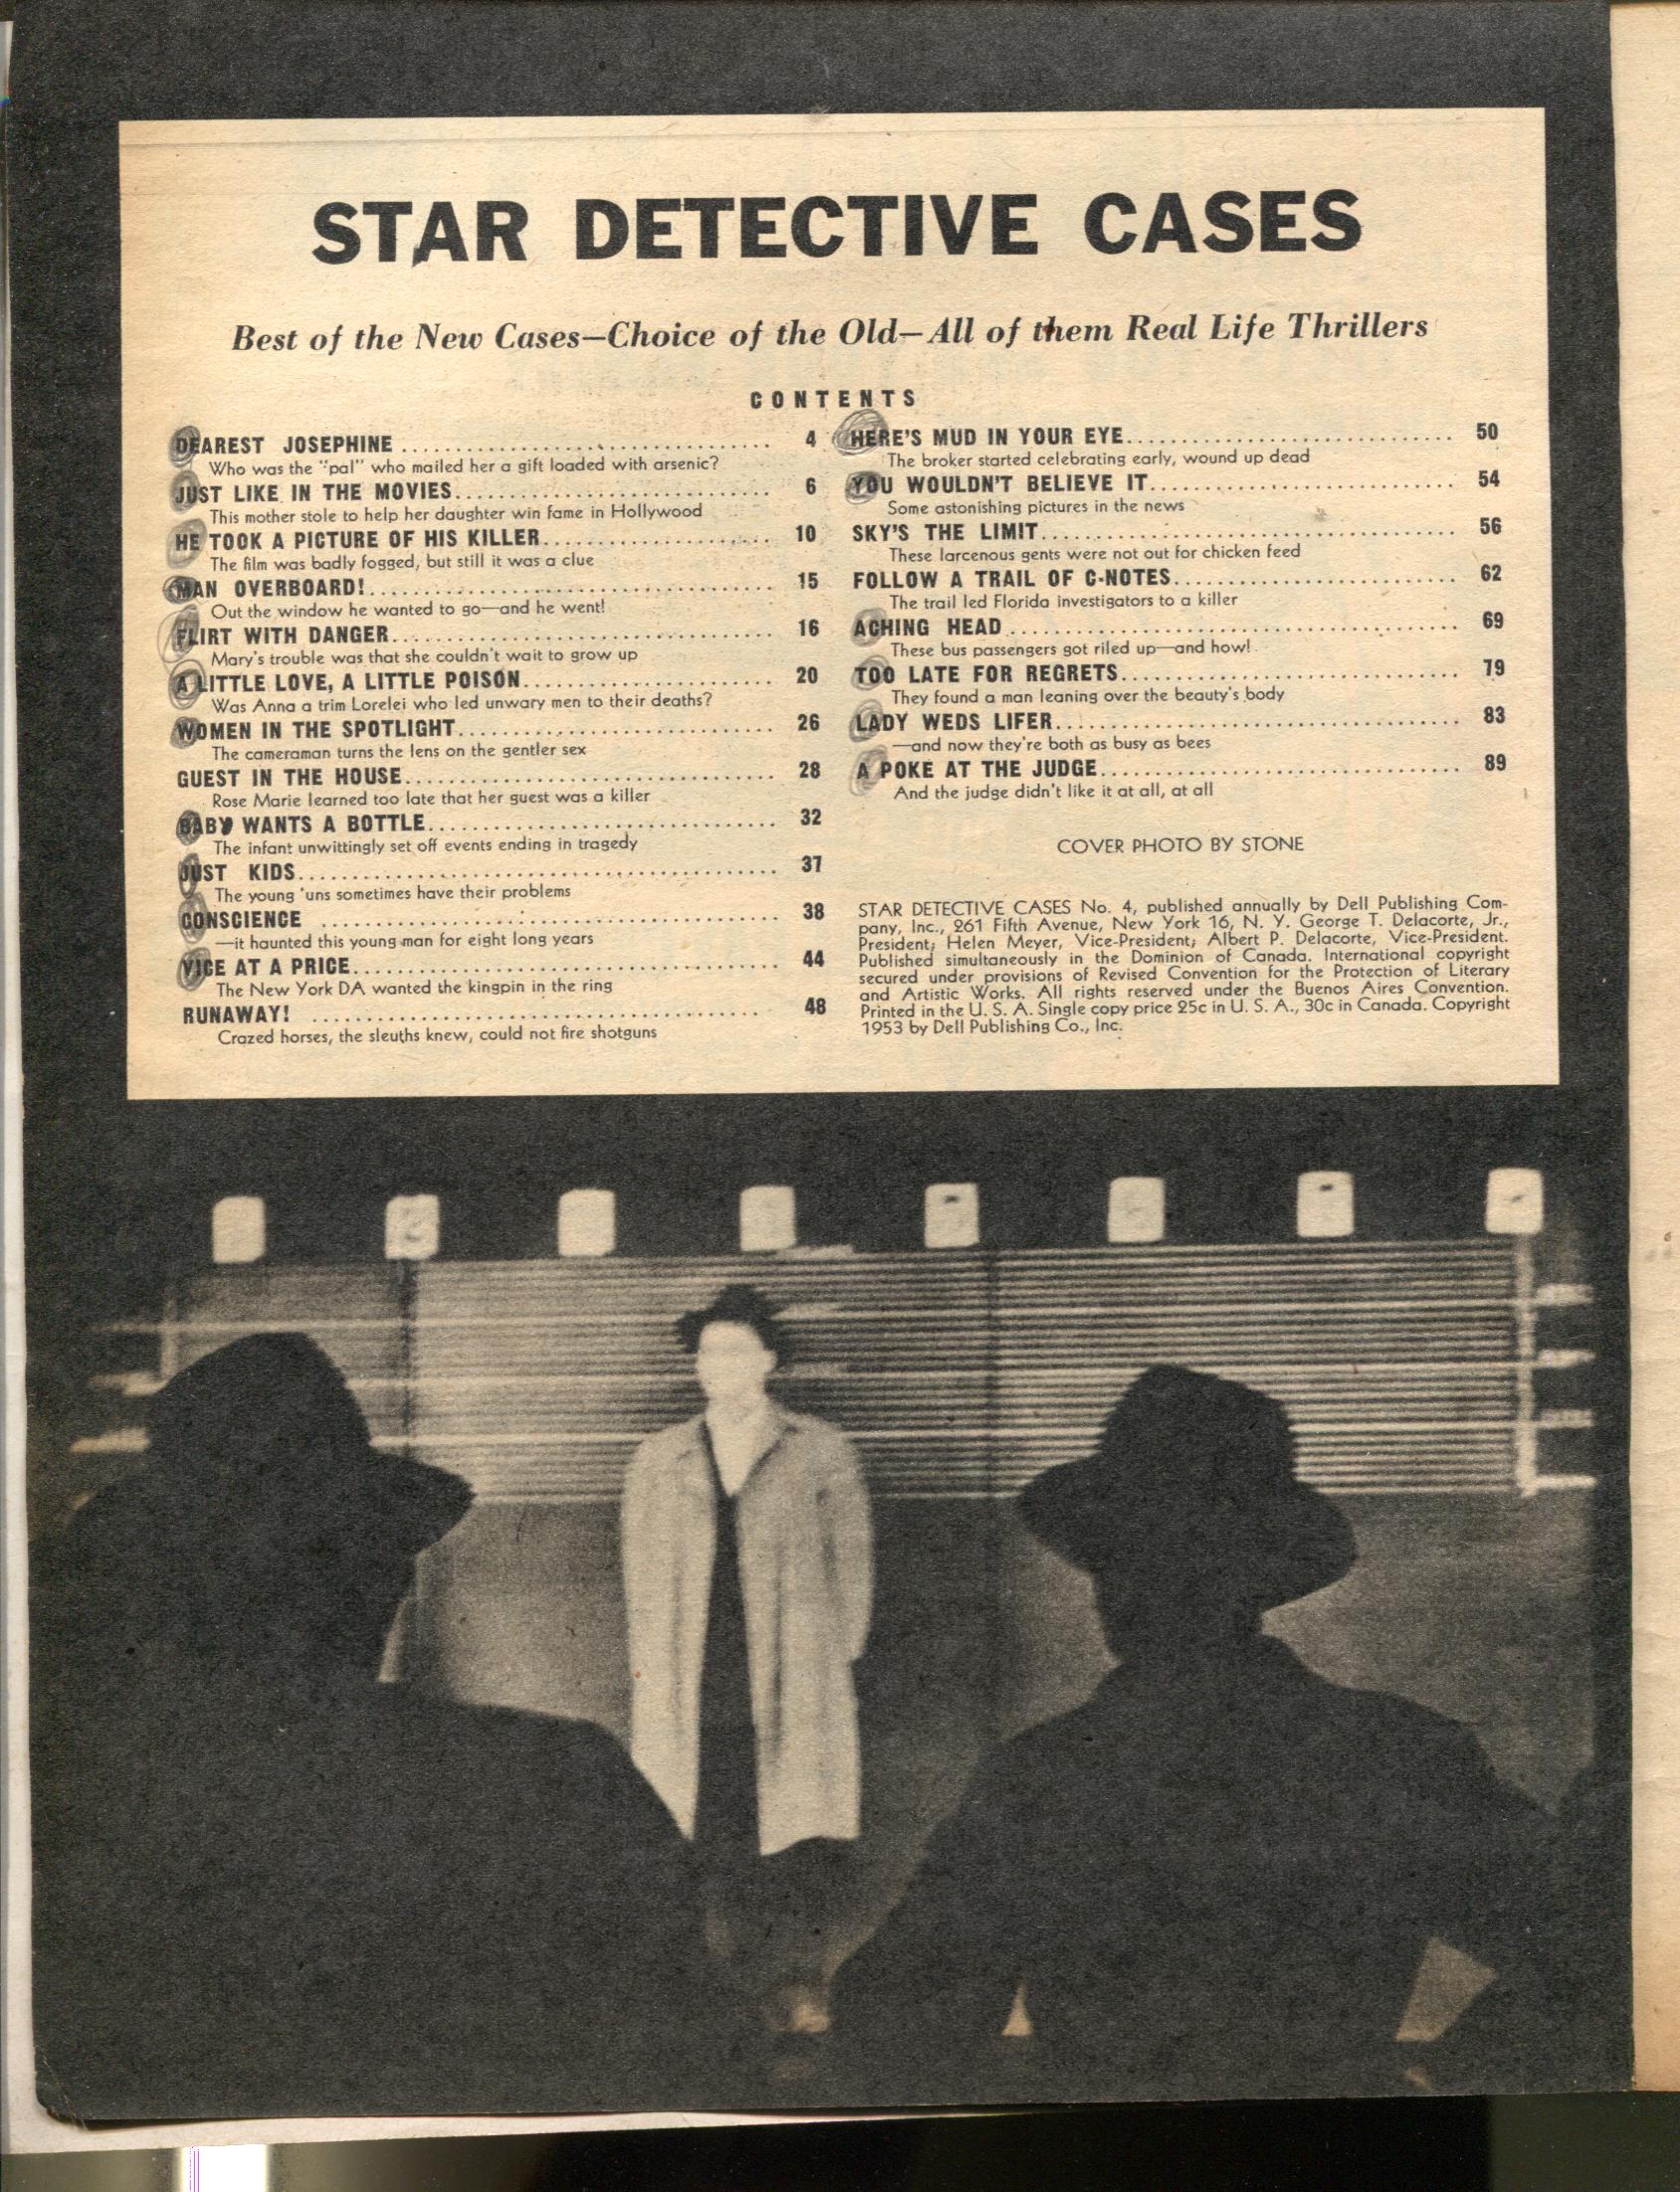 STAR DETECTIVE CASES
Best of the New Cases—Choice of the Old—All of them Real Life Thrillers
CONTENTS
DEAREST JOSEPHINE 4
Who was the "pal" who mailed her a gift loaded with arsenic?
JUST LIKE IN THE MOVIES 6
This mother stole to help her daughter win fame in Hollywood
HE TOOK A PICTURE OF HIS KILLER 10
The film was badly fogged, but still it was a clue
MAN OVERBOARD! 15
Out the window he wanted to go—and he went!
FLIRT WITH DANGER 16
Mary's trouble was that she couldn't wait to grow up
A LITTLE LOVE, A LITTLE POISON 20
Was Anna a trim Lorelei who led unwary men to their deaths?
WOMEN IN THE SPOTLIGHT 26
The cameraman turns the lens on the gentler sex
GUEST IN THE HOUSE 28
Rose Marie learned too late that her guest was a killer
BABY WANTS A BOTTLE 32
The infant unwittingly set off events ending in tragedy
JUST KIDS 37
The young 'uns sometimes have their problems
CONSCIENCE 38
—it haunted this young man for eight long years
VICE AT A PRICE 44
The New York DA wanted the kingpin in the ring
RUNAWAY! 48
Crazed horses, the sleuths knew, could not fire shotguns
HERE'S MUD IN YOUR EYE 50
The broker started celebrating early, wound up dead
YOU WOULDN'T BELIEVE IT 54
Some astonishing pictures in the news
SKY'S THE LIMIT 56
These larcenous gents were not out for chicken feed
FOLLOW A TRAIL OF C-NOTES 62
The trail led Florida investigators to a killer
ACHING HEAD 69
These bus passengers got riled up—and how!
TOO LATE FOR REGRETS 79
They found a man leaning over the beauty's body
LADY WEDS LIFER 83
—and now they're both as busy as bees
A POKE AT THE JUDGE 89
And the judge didn't like it at all, at all
COVER PHOTO BY STONE
STAR DETECTIVE CASES No. 4, published annually by Dell Publishing Com-
pany, Inc., 261 Fifth Avenue, New York 16, N. Y. George T. Delacorte, Jr.,
President; Helen Meyer, Vice-President; Albert P. Delacorte, Vice-President.
Published simultaneously in the Dominion of Canada. International copyright
secured under provisions of Revised Convention for the Protection of Literary
and Artistic Works. All rights reserved under the Buenos Aires Convention.
Printed in the U. S. A. Single copy price 25c in U. S. A., 30c in Canada. Copyright
1953 by Dell Publishing Co., Inc.